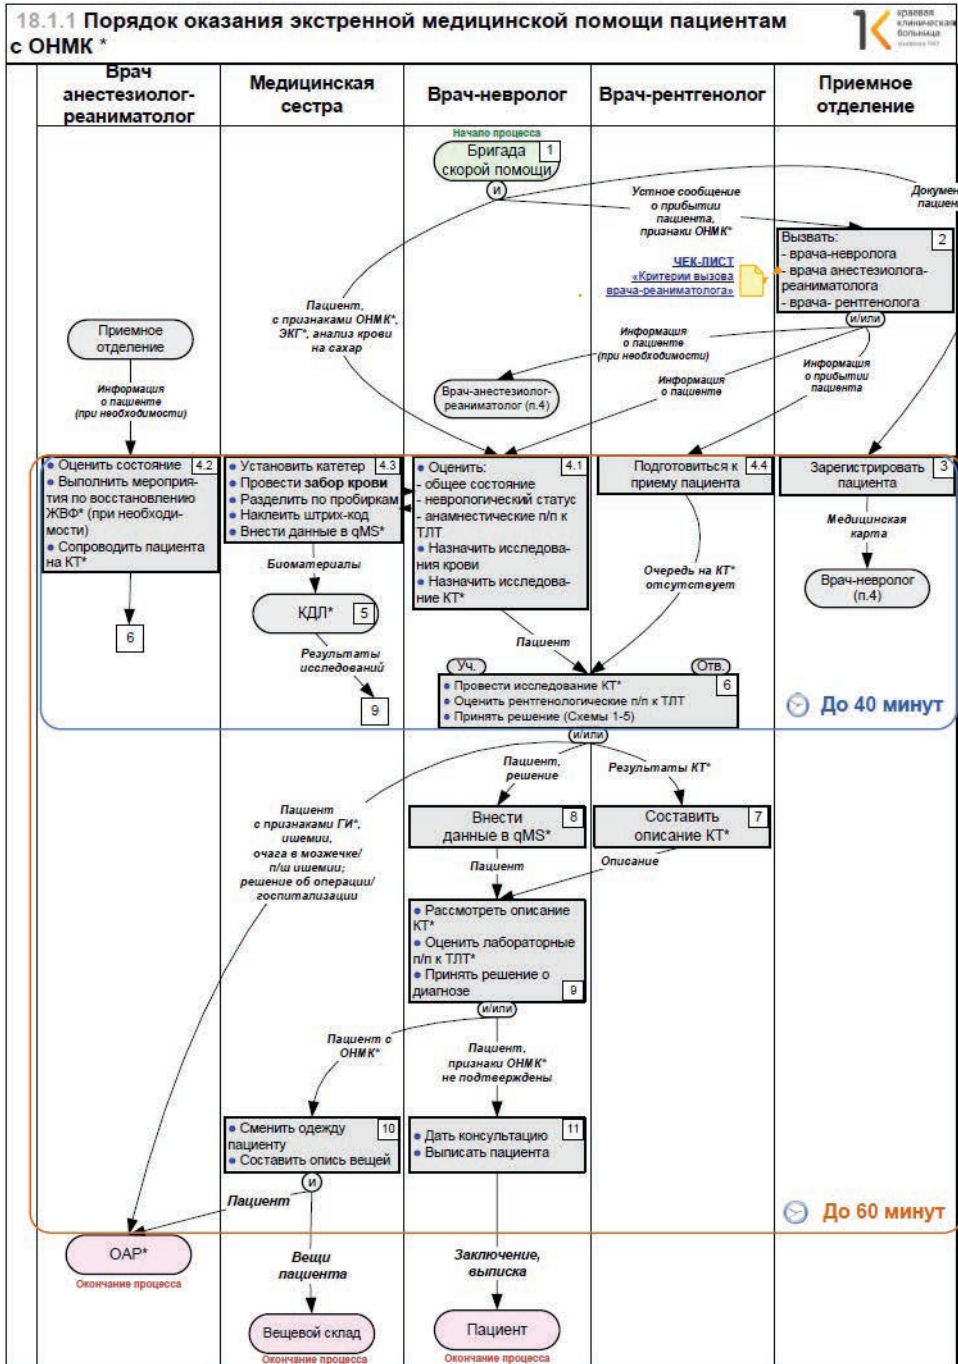 18.1.1 Порядок оказания экстренной медицинской помощи пациентам
с ОНМК *
краевая
клиническая
больница
Врач
анестезиолог-
реаниматолог
Медицинская
сестра
Врач-невролог
Врач-рентгенолог
Приемное
отделение
Начало процесса
Бригада
скорой помощи
1
и
Устное сообщение
о прибытии
пациента,
признаки ОНМК*
Докумен
пациен
Вызвать:
- врача-невролога
- врача анестезиолога-
реаниматолога
- врача- рентгенолога
2
и/или
ЧЕК-ЛИСТ
«Критерии вызова
врача-реаниматолога»
Пациент,
с признаками ОНМК*,
ЭКГ*, анализ крови
на сахар
Приемное
отделение
Информация
о пациенте
(при необходимости)
Информация
о пациенте
(при необходимости)
Врач-анестезиолог-
реаниматолог (п.4)
Информация
о пациенте
Информация
о прибытии
пациента
• Оценить состояние
• Выполнить мероприя-
тия по восстановлению
ЖВФ* (при необходи-
мости)
• Сопроводить пациента
на КТ*
4.2
• Установить катетер
• Провести забор крови
• Разделить по пробиркам
• Наклеить штрих-код
• Внести данные в qMS*
4.3
• Оценить:
- общее состояние
- неврологический статус
- анамнестические п/п к
ТЛТ
• Назначить исследова-
ния крови
• Назначить исследова-
ние КТ*
4.1
Подготовиться к
приему пациента
4.4
Зарегистрировать
пациента
3
Медицинская
карта
Врач-невролог
(п.4)
6
Биоматериалы
КДЛ*
5
Результаты
исследований
9
Очередь на КТ*
отсутствует
Пациент
Уч.
Отв.
• Провести исследование КТ*
• Оценить рентгенологические п/п к ТЛТ
• Принять решение (Схемы 1-5)
6
и/или
До 40 минут
Пациент,
решение
Результаты КТ*
Пациент
с признаками ГИ*,
ишемии,
очага в мозжечке/
п/ш ишемии;
решение об операции/
госпитализации
Внести
данные в qMS*
8
Составить
описание КТ*
7
Пациент
Описание
• Рассмотреть описание
КТ*
• Оценить лабораторные
п/п к ТЛТ*
• Принять решение о
диагнозе
9
и/или
Пациент с
ОНМК*
Пациент,
признаки ОНМК*
не подтверждены
• Сменить одежду
пациенту
• Составить опись вещей
10
и
• Дать консультацию
• Выписать пациента
11
Пациент
До 60 минут
ОАР*
Окончание процесса
Вещи
пациента
Заключение,
выписка
Вещевой склад
Окончание процесса
Пациент
Окончание процесса